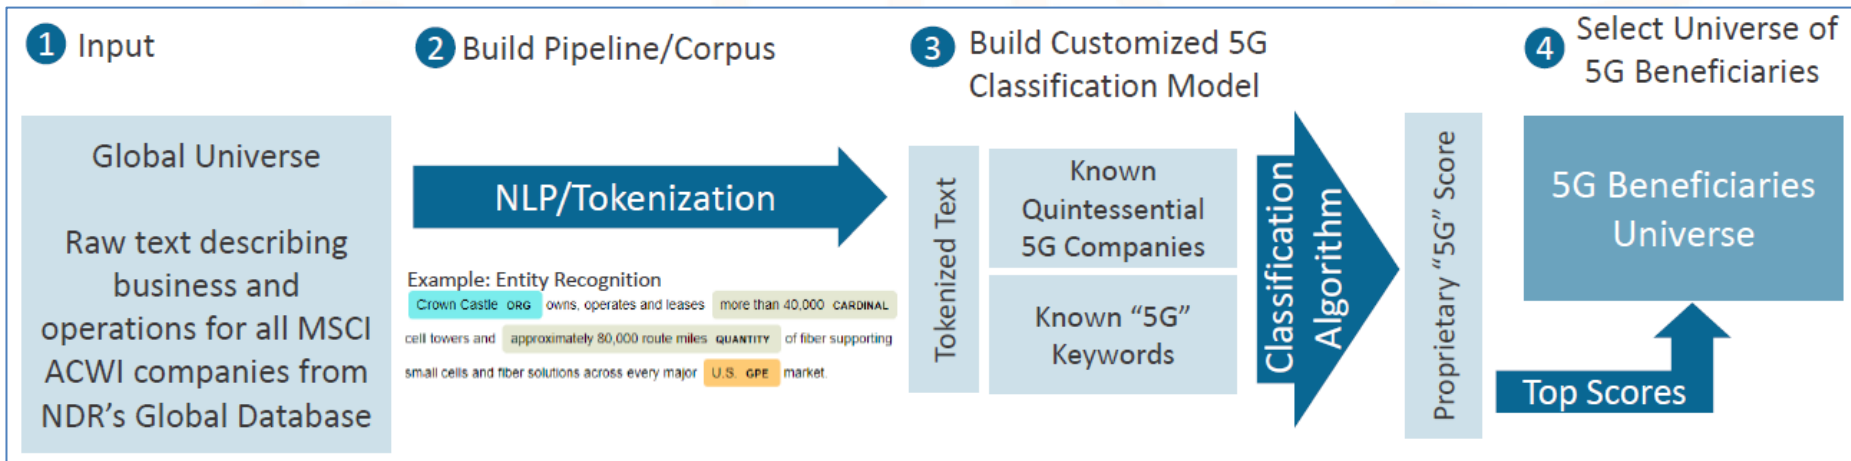 1 Input
Global Universe
Raw text describing
business and
operations for all MSCI
ACWI companies from
NDR's Global Database
2 Build Pipeline/Corpus
NLP/Tokenization
Example: Entity Recognition
Crown Castle ORG owns, operates and leases more than 40,000 CARDINAL
cell towers and approximately 80,000 route miles QUANTITY of fiber supporting
small cells and fiber solutions across every major U.S. GPE market.
3 Build Customized 5G
Classification Model
Tokenized Text
Known
Quintessential
5G Companies
Known “5G”
Keywords
Classification
Algorithm
Proprietary “5G” Score
4 Select Universe of
5G Beneficiaries
5G Beneficiaries
Universe
Top Scores